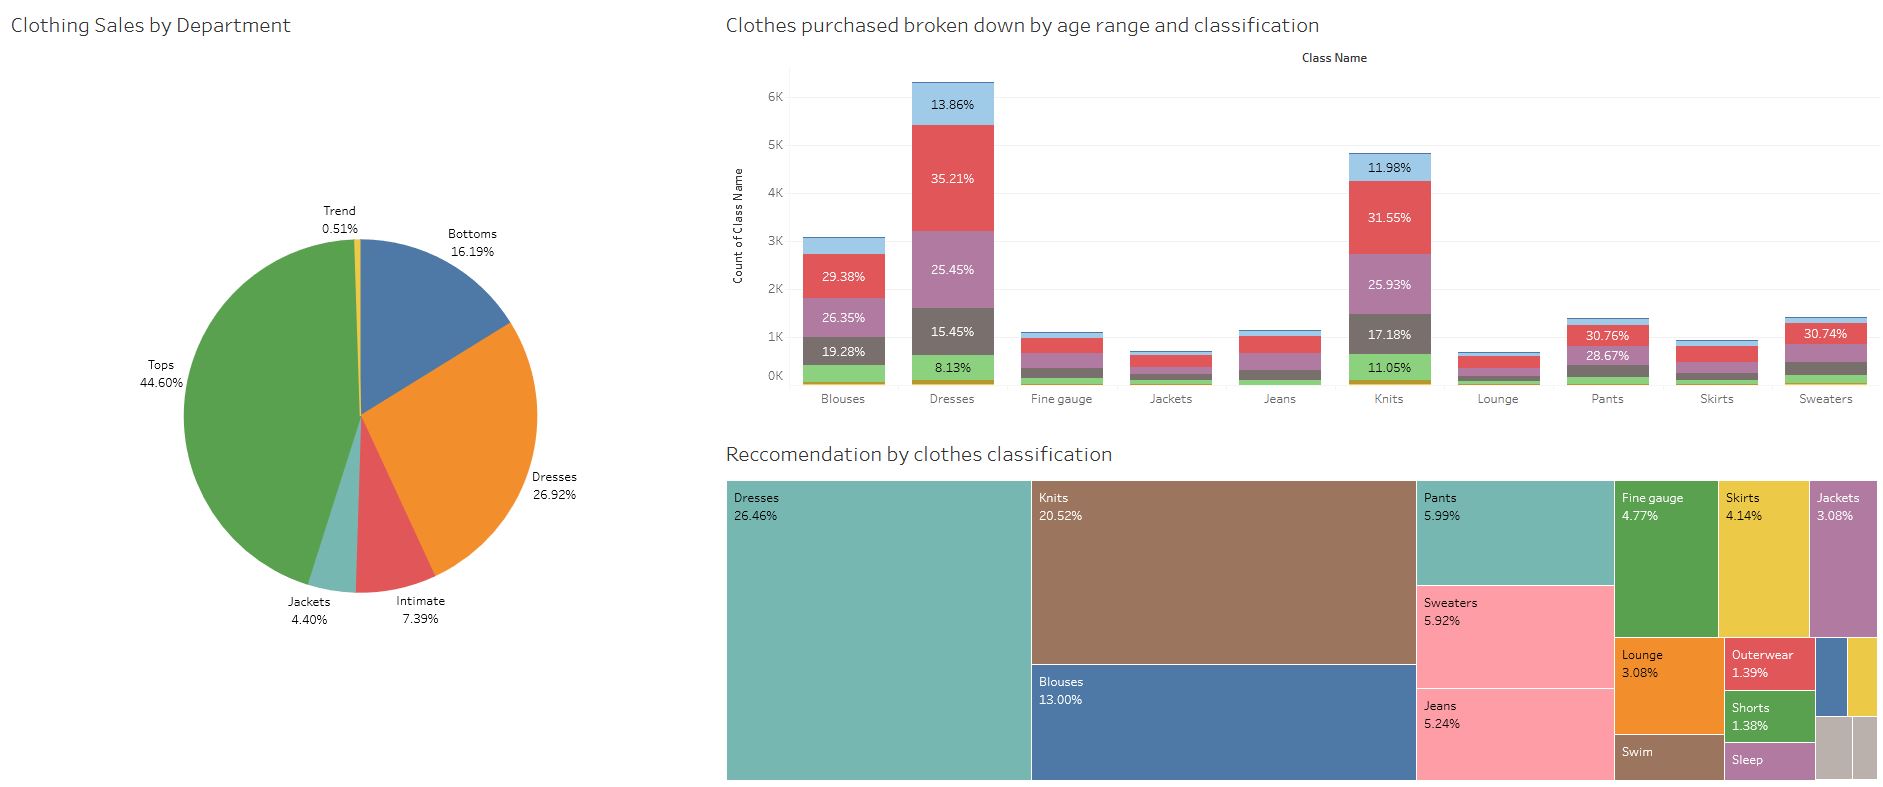 Clothing Sales by Department
Trend
0.51%
Bottoms
16.19%
Tops
44.60%
Dresses
26.92%
Jackets
4.40%
Intimate
7.39%
Clothes purchased broken down by age range and classification
Class Name
Count of Class Name
6K
5K
4K
3K
2K
1K
0K
29.38%
26.35%
19.28%
13.86%
35.21%
25.45%
15.45%
8.13%
11.98%
31.55%
25.93%
17.18%
11.05%
30.76%
28.67%
30.74%
Blouses
Dresses
Fine gauge
Jackets
Jeans
Knits
Lounge
Pants
Skirts
Sweaters
Reccomendation by clothes classification
Dresses
26.46%
Knits
20.52%
Blouses
13.00%
Pants
5.99%
Sweaters
5.92%
Jeans
5.24%
Fine gauge
4.77%
Skirts
4.14%
Jackets
3.08%
Lounge
3.08%
Outerwear
1.39%
Shorts
1.38%
Swim
Sleep